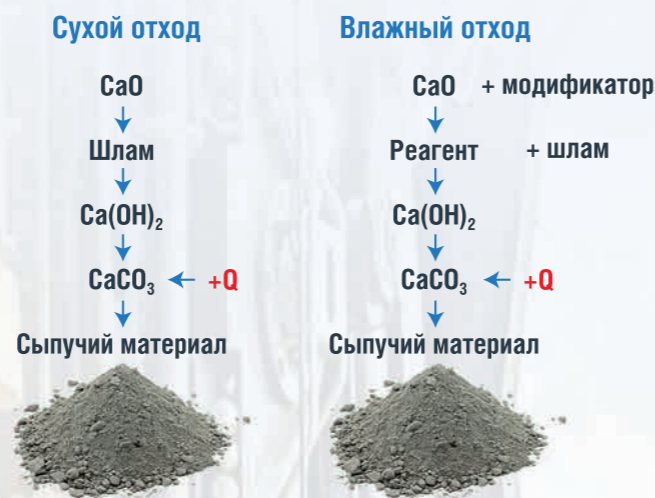 Сухой отход
CaO
Шлам
Ca(OH)₂
CaCO₃ ← +Q
Сыпучий материал
Влажный отход
CaO + модификатор
Реагент + шлам
Ca(OH)₂
CaCO₃ ← +Q
Сыпучий материал